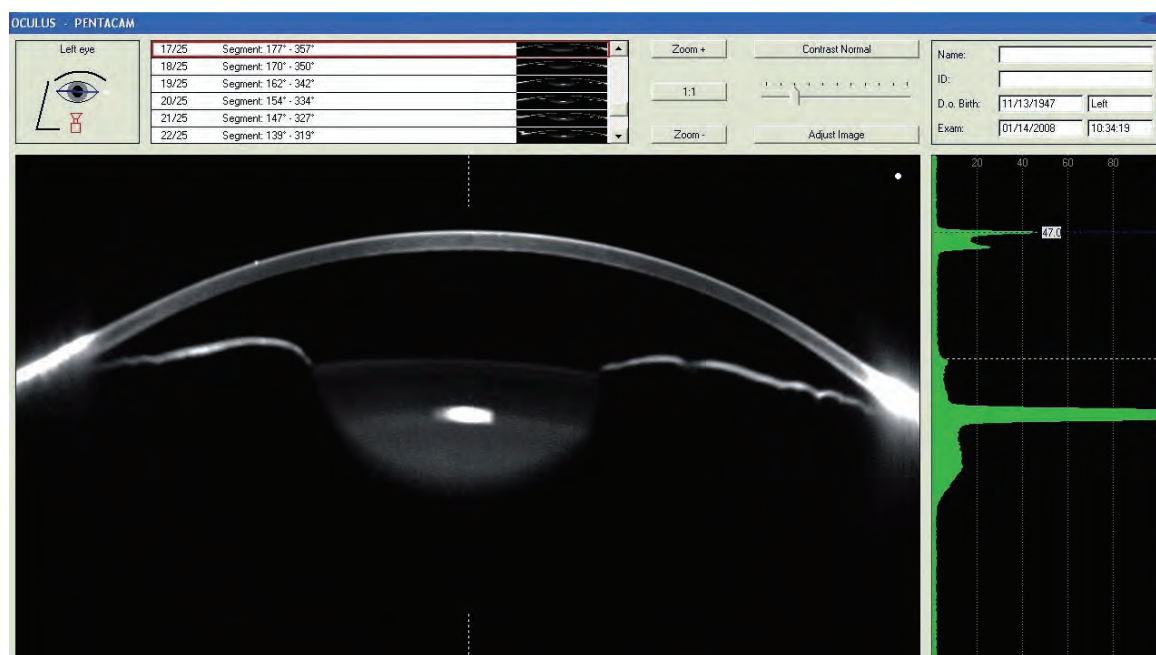 OCULUS - PENTACAM
Left eye
17/25 Segment: 177° - 357°
18/25 Segment: 170° - 350°
19/25 Segment: 162° - 342°
20/25 Segment: 154° - 334°
21/25 Segment: 147° - 327°
22/25 Segment: 139° - 319°
Zoom +
1:1
Zoom -
Contrast Normal
Adjust Image
Name:
ID:
D.o. Birth: 11/13/1947 Left
Exam: 01/14/2008 10:34:19
20 40 60 80
47.0